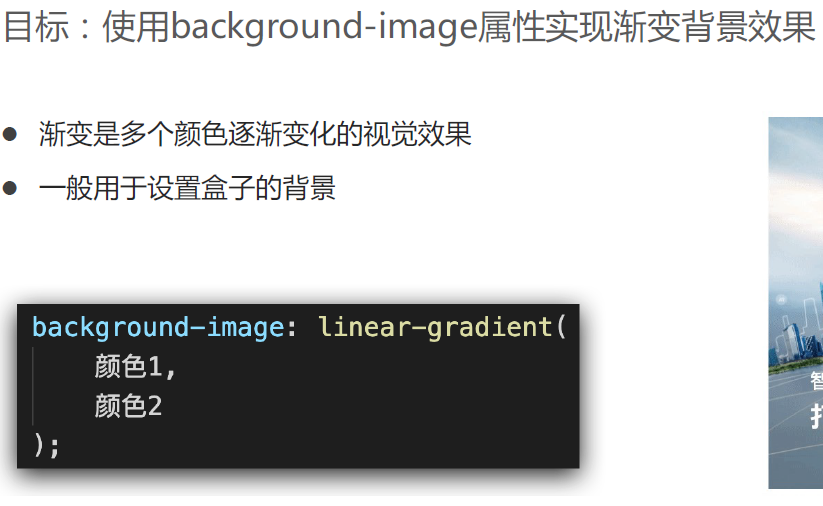 目标：使用background-image属性实现渐变背景效果
● 渐变是多个颜色逐渐变化的视觉效果
● 一般用于设置盒子的背景
background-image: linear-gradient(
颜色1,
颜色2
);